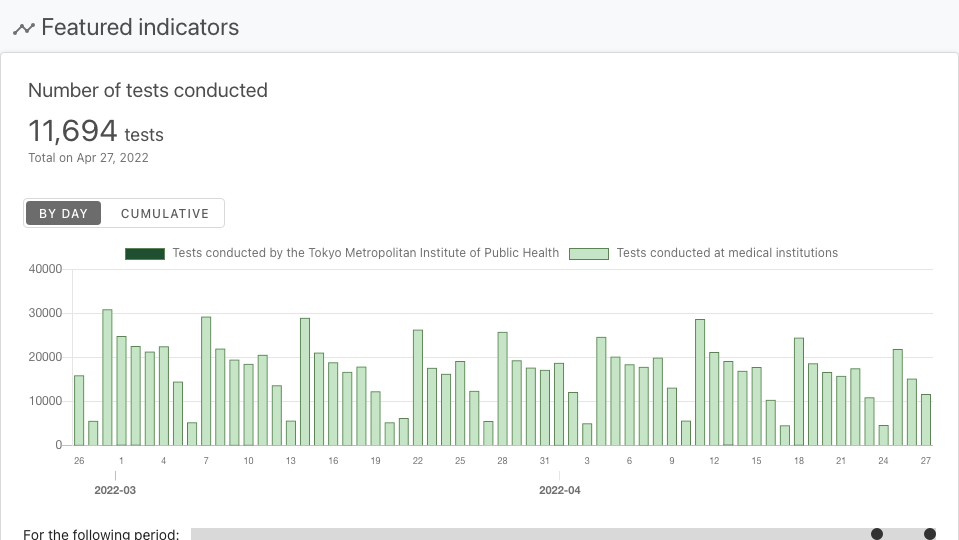 Featured indicators
Number of tests conducted
11,694 tests
Total on Apr 27, 2022
BY DAY CUMULATIVE
Tests conducted by the Tokyo Metropolitan Institute of Public Health Tests conducted at medical institutions
40000
30000
20000
10000
0
26 1 4 7 10 13 16 19 22 25 28 31 3 6 9 12 15 18 21 24 27
2022-03 2022-04
For the following period: